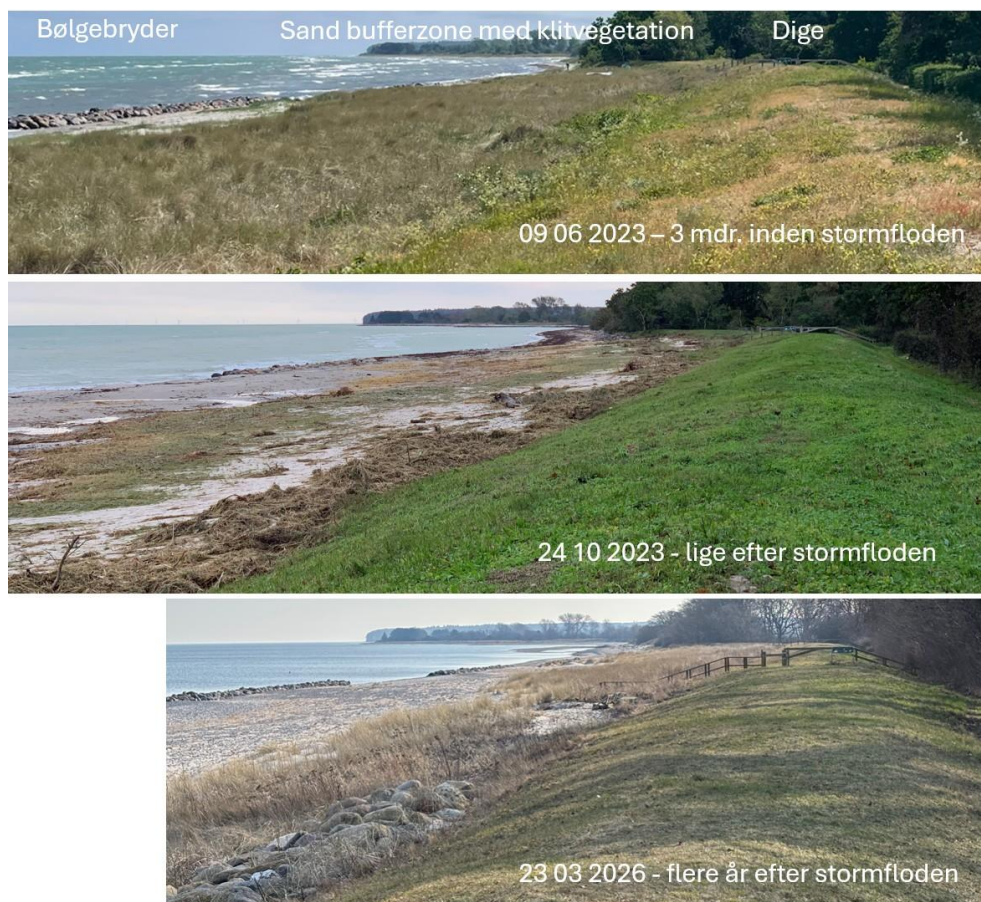 Bølgebryder
Sand bufferzone med klitvegetation
Dige
09 06 2023 – 3 mdr. inden stormfloden
24 10 2023 - lige efter stormfloden
23 03 2026 - flere år efter stormfloden